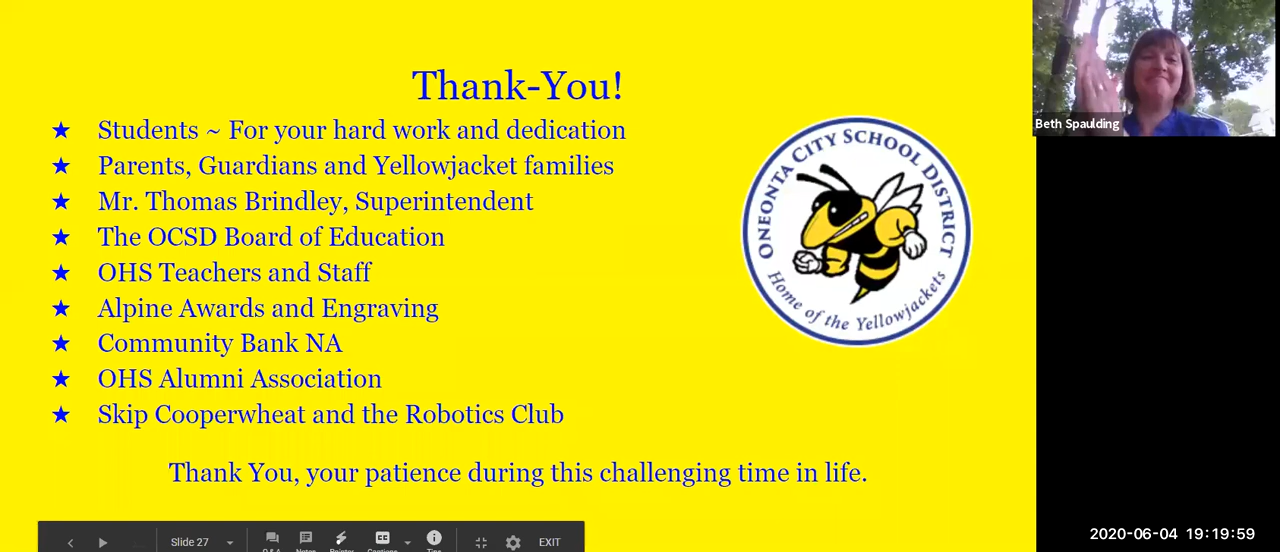 Thank-You!
★ Students ~ For your hard work and dedication
★ Parents, Guardians and Yellowjacket families
★ Mr. Thomas Brindley, Superintendent
★ The OCSD Board of Education
★ OHS Teachers and Staff
★ Alpine Awards and Engraving
★ Community Bank NA
★ OHS Alumni Association
★ Skip Cooperwheat and the Robotics Club
Thank You, your patience during this challenging time in life.
ONEONTA CITY SCHOOL DISTRICT
Home of the Yellowjackets
Beth Spaulding
Slide 27
EXIT
2020-06-04 19:19:59